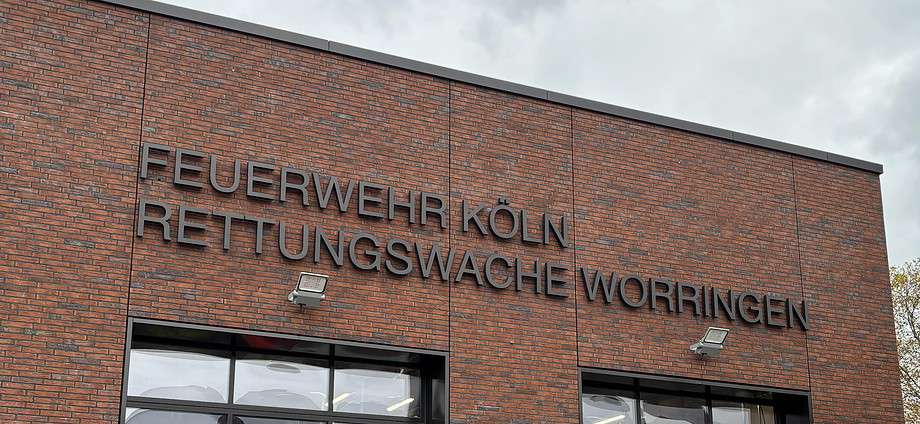 FEUERWEHR KÖLN
RETTUNGSWACHE WORRINGEN